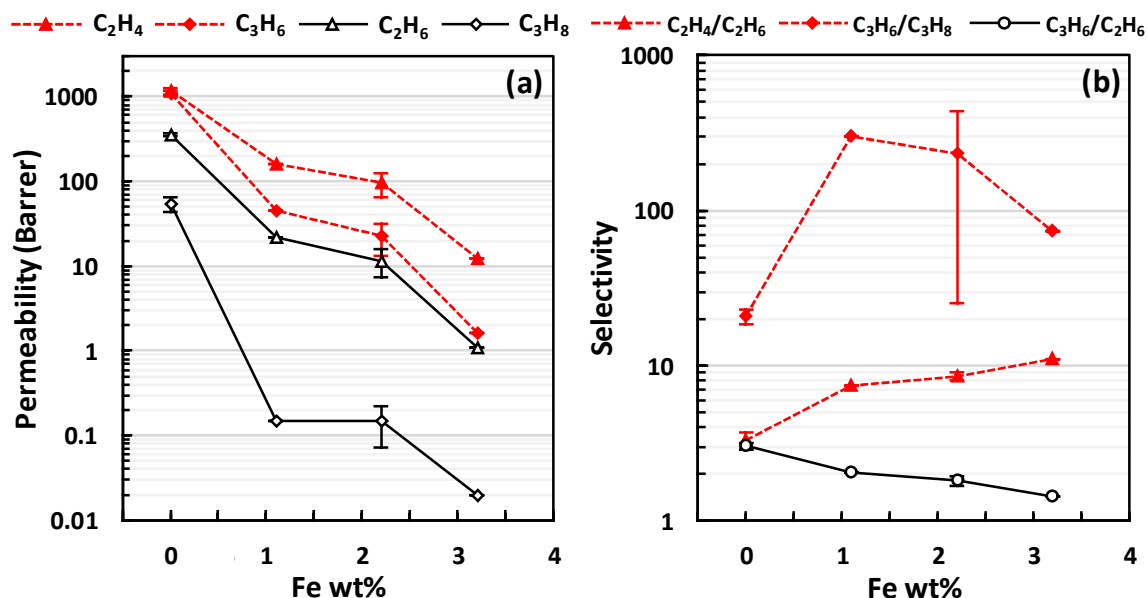 C₂H₄ C₃H₆ C₂H₆ C₃H₈
(a)
Permeability (Barrer)
1000
100
10
1
0.1
0.01
0 1 2 3 4
Fe wt%
C₂H₄/C₂H₆ C₃H₆/C₃H₈ C₃H₆/C₂H₆
(b)
Selectivity
1000
100
10
1
0 1 2 3 4
Fe wt%